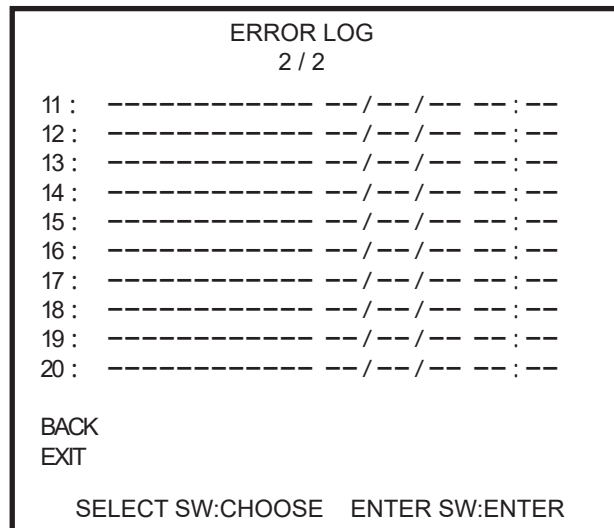 ERROR LOG
2 / 2
11 : −−−−−−−−−−−− −−/−−/−− −−:−−
12 : −−−−−−−−−−−− −−/−−/−− −−:−−
13 : −−−−−−−−−−−− −−/−−/−− −−:−−
14 : −−−−−−−−−−−− −−/−−/−− −−:−−
15 : −−−−−−−−−−−− −−/−−/−− −−:−−
16 : −−−−−−−−−−−− −−/−−/−− −−:−−
17 : −−−−−−−−−−−− −−/−−/−− −−:−−
18 : −−−−−−−−−−−− −−/−−/−− −−:−−
19 : −−−−−−−−−−−− −−/−−/−− −−:−−
20 : −−−−−−−−−−−− −−/−−/−− −−:−−
BACK
EXIT
SELECT SW:CHOOSE ENTER SW:ENTER